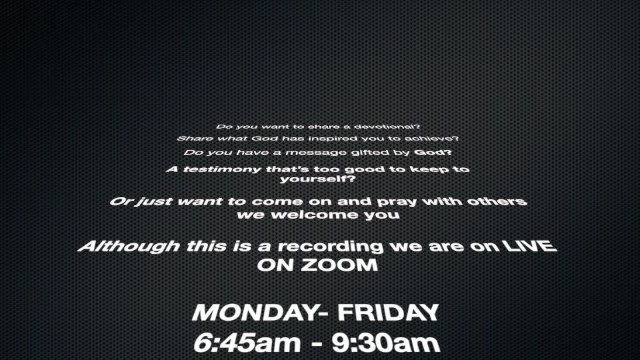 Do you want to share a devotional?
Share what God has inspired you to achieve?
Do you have a message gifted by God?
A testimony that's too good to keep to
yourself?
Or just want to come on and pray with others
we welcome you
Although this is a recording we are on LIVE
ON ZOOM
MONDAY- FRIDAY
6:45am - 9:30am